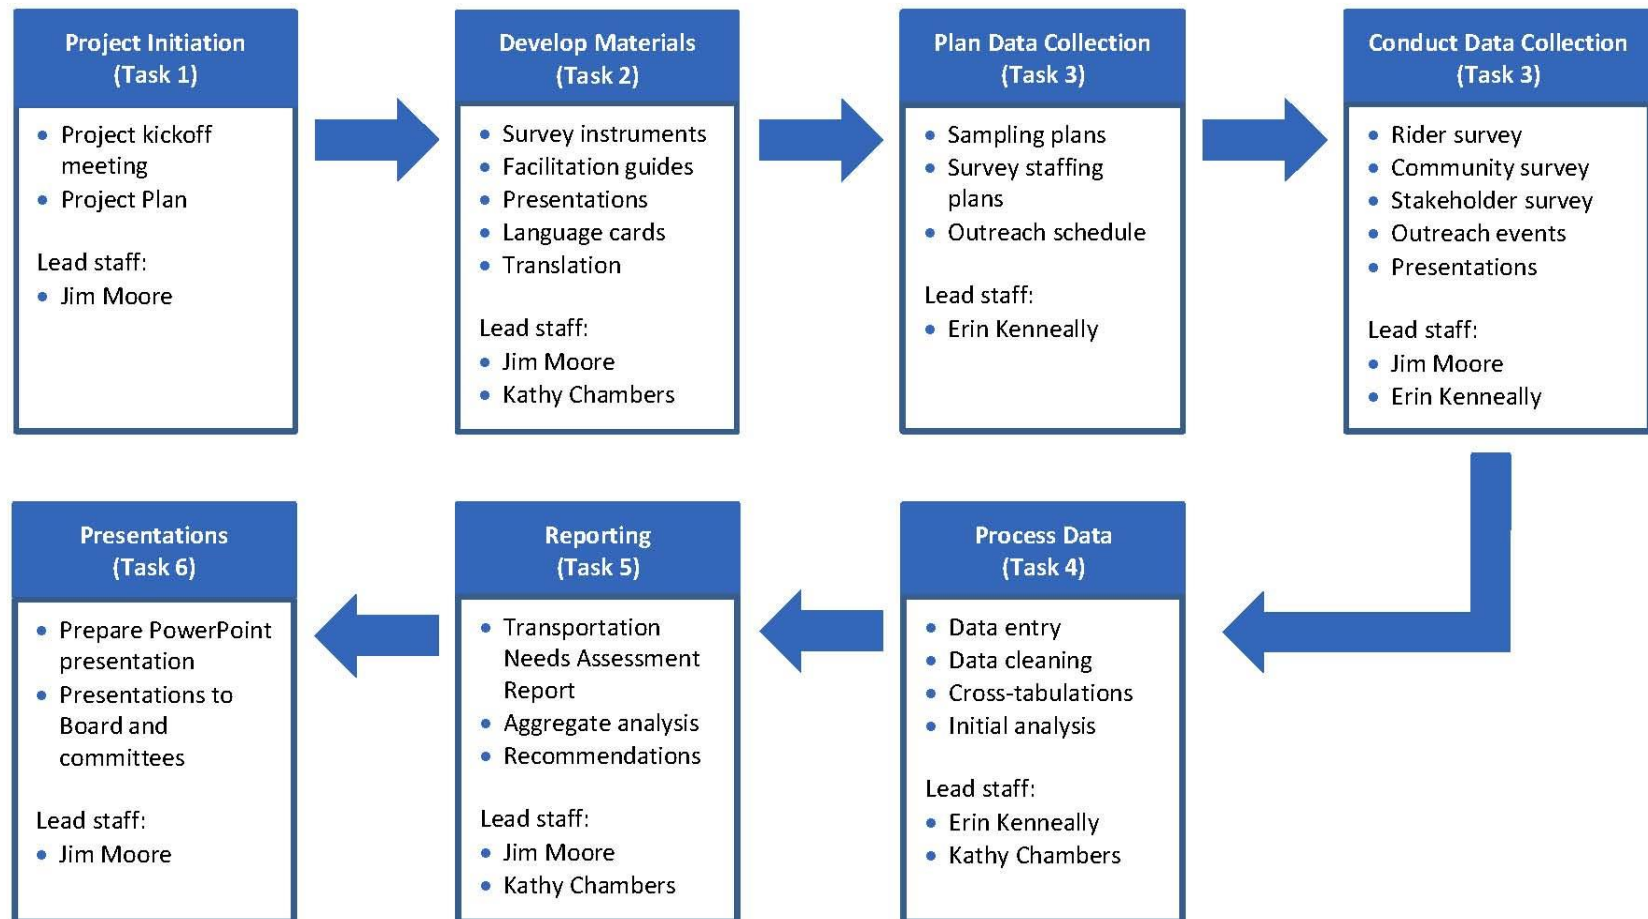 Project Initiation
(Task 1)
• Project kickoff
meeting
• Project Plan
Lead staff:
• Jim Moore
Develop Materials
(Task 2)
• Survey instruments
• Facilitation guides
• Presentations
• Language cards
• Translation
Lead staff:
• Jim Moore
• Kathy Chambers
Plan Data Collection
(Task 3)
• Sampling plans
• Survey staffing
plans
• Outreach schedule
Lead staff:
• Erin Kenneally
Conduct Data Collection
(Task 3)
• Rider survey
• Community survey
• Stakeholder survey
• Outreach events
• Presentations
Lead staff:
• Jim Moore
• Erin Kenneally
Process Data
(Task 4)
• Data entry
• Data cleaning
• Cross-tabulations
• Initial analysis
Lead staff:
• Erin Kenneally
• Kathy Chambers
Reporting
(Task 5)
• Transportation
Needs Assessment
Report
• Aggregate analysis
• Recommendations
Lead staff:
• Jim Moore
• Kathy Chambers
Presentations
(Task 6)
• Prepare PowerPoint
presentation
• Presentations to
Board and
committees
Lead staff:
• Jim Moore